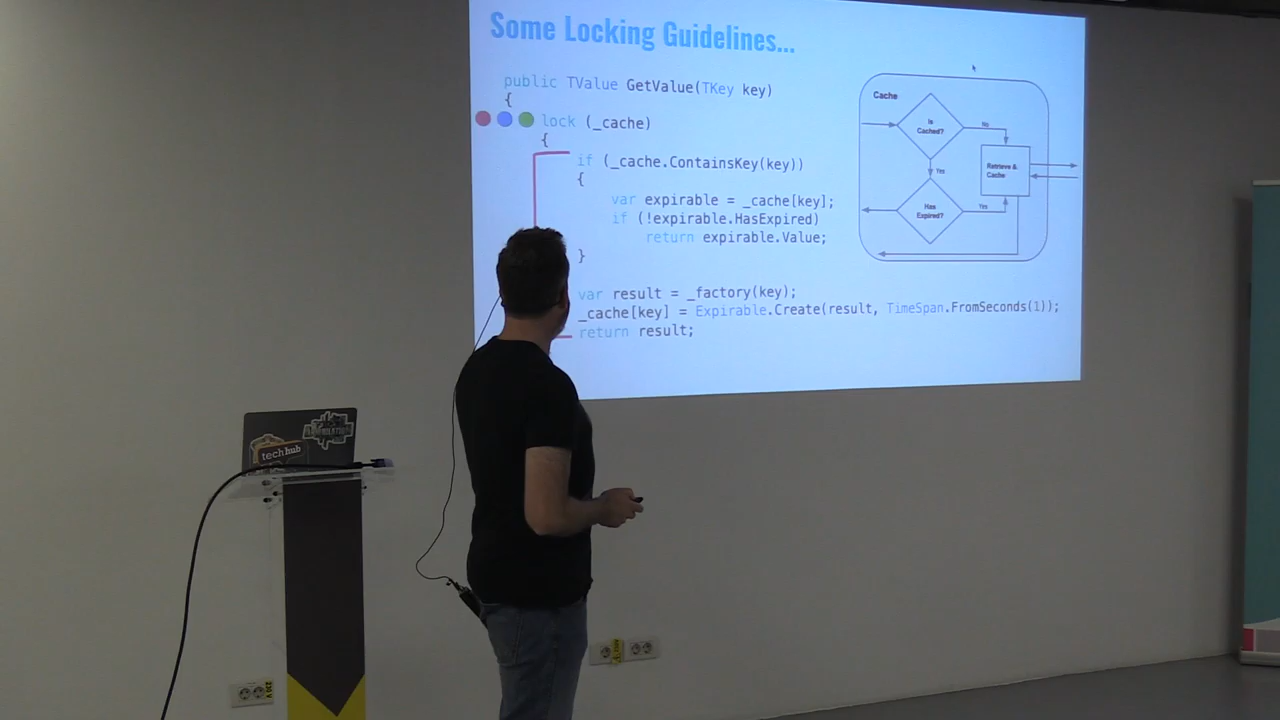 Some Locking Guidelines...
public TValue GetValue(TKey key)
{
lock (_cache)
{
if (_cache.ContainsKey(key))
{
var expirable = _cache[key];
if (!expirable.HasExpired)
return expirable.Value;
}
var result = _factory(key);
_cache[key] = Expirable.Create(result, TimeSpan.FromSeconds(1));
return result;
Cache
Is
Cached?
No
Yes
Retrieve &
Cache
Has
Expired?
Yes
techhub
230 V